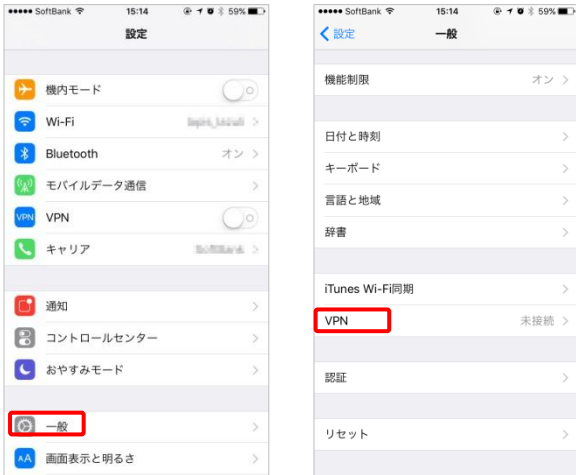 SoftBank 15:14 59%
設定
機内モード
Wi-Fi
Bluetooth オン
モバイルデータ通信
VPN VPN
キャリア
通知
コントロールセンター
おやすみモード
一般
AA 画面表示と明るさ
SoftBank 15:14 59%
設定 一般
機能制限 オン
日付と時刻
キーボード
言語と地域
辞書
iTunes Wi-Fi同期
VPN 未接続
認証
リセット